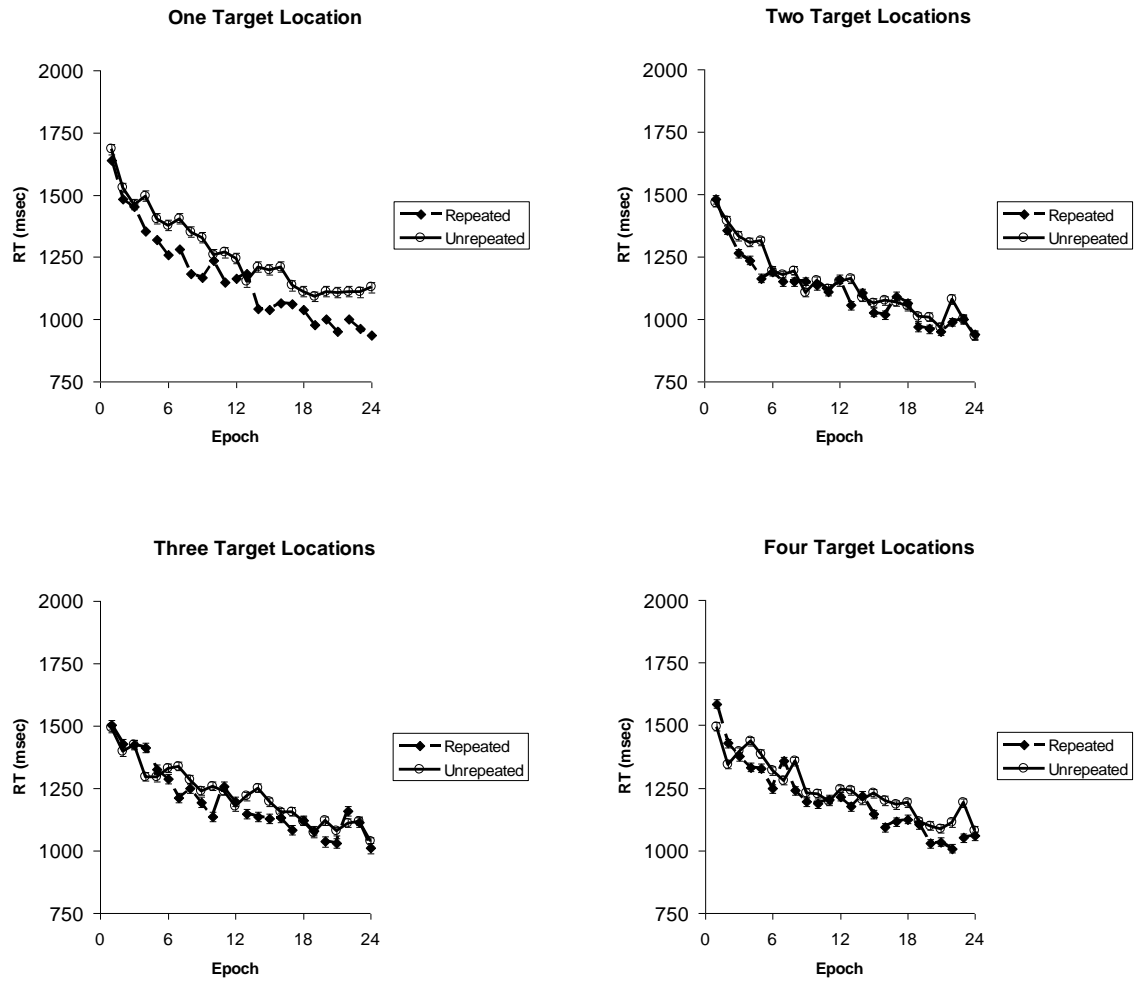 One Target Location
2000
1750
1500
1250
1000
750
RT (msec)
0 6 12 18 24
Epoch
Repeated
Unrepeated
Two Target Locations
2000
1750
1500
1250
1000
750
RT (msec)
0 6 12 18 24
Epoch
Repeated
Unrepeated
Three Target Locations
2000
1750
1500
1250
1000
750
RT (msec)
0 6 12 18 24
Epoch
Repeated
Unrepeated
Four Target Locations
2000
1750
1500
1250
1000
750
RT (msec)
0 6 12 18 24
Epoch
Repeated
Unrepeated